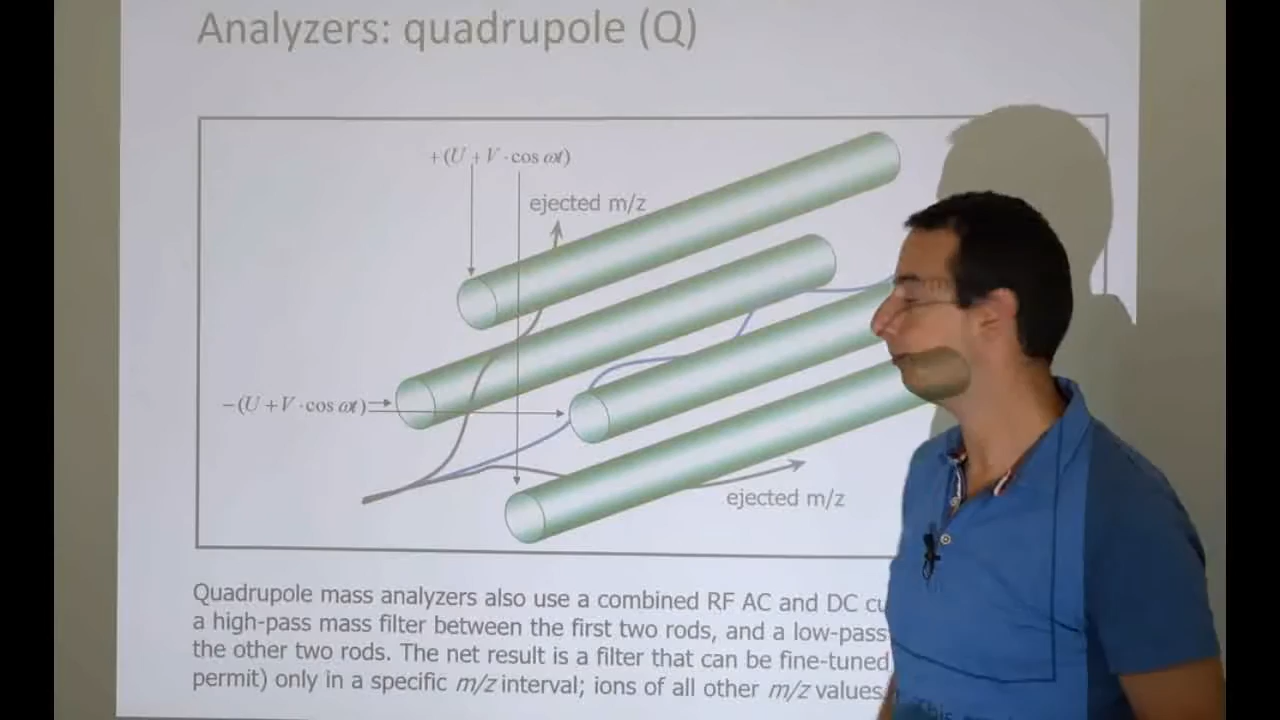 Analyzers: quadrupole (Q)
+(U + V · cos ωt)
ejected m/z
−(U + V · cos ωt)
ejected m/z
Quadrupole mass analyzers also use a combined RF AC and DC
a high-pass mass filter between the first two rods, and a low-pass
the other two rods. The net result is a filter that can be fine-tuned
permit) only in a specific m/z interval; ions of all other m/z values
This